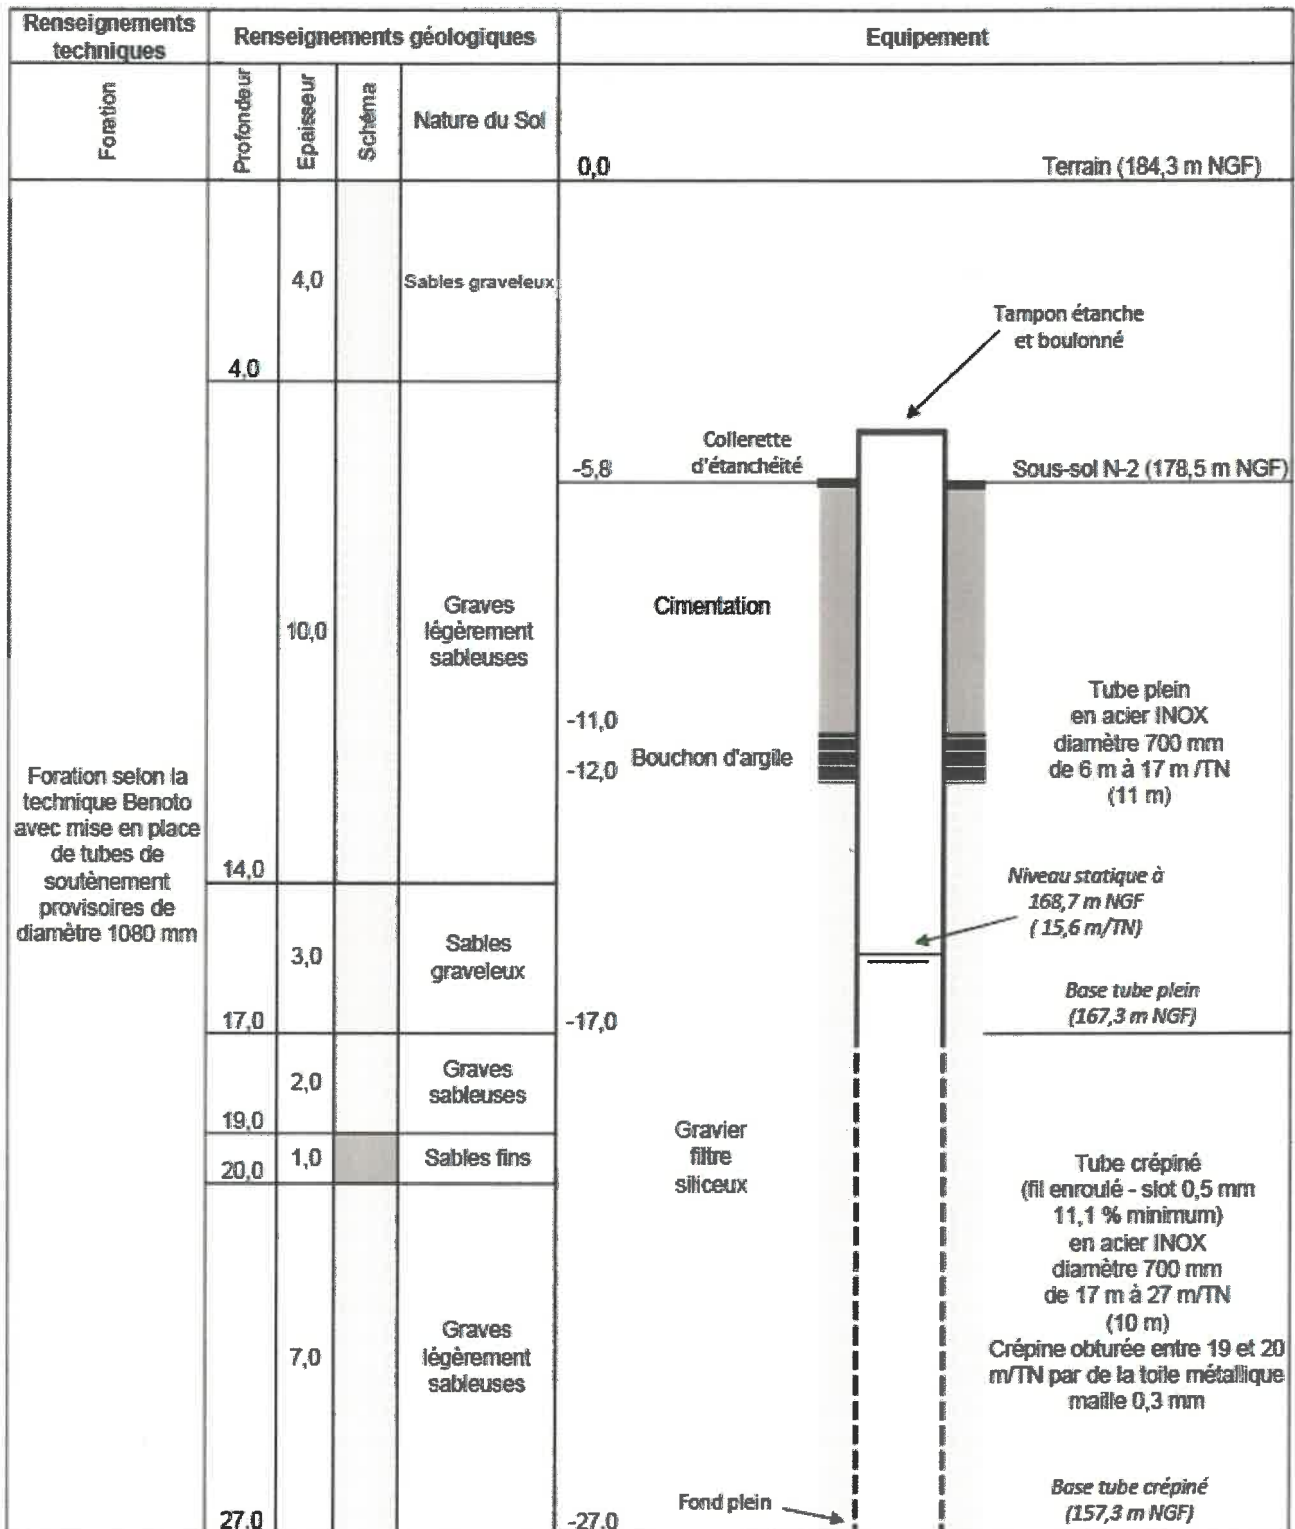 Renseignements
techniques
Renseignements géologiques
Equipement
Foration
Profondeur
Epaisseur
Schéma
Nature du Sol
0,0
Terrain (184,3 m NGF)
4,0
Sables graveleux
4,0
Tampon étanche
et boulonné
Collerette
d'étanchéité
-5,8
Sous-sol N-2 (178,5 m NGF)
10,0
Graves
légèrement
sableuses
Cimentation
-11,0
Bouchon d'argile
-12,0
Tube plein
en acier INOX
diamètre 700 mm
de 6 m à 17 m /TN
(11 m)
Foration selon la
technique Benoto
avec mise en place
de tubes de
soutènement
provisoires de
diamètre 1080 mm
14,0
Niveau statique à
168,7 m NGF
( 15,6 m/TN)
3,0
Sables
graveleux
17,0
-17,0
Base tube plein
(167,3 m NGF)
2,0
Graves
sableuses
19,0
1,0
Sables fins
20,0
Gravier
filtre
siliceux
Tube crépiné
(fil enroulé - slot 0,5 mm
11,1 % minimum)
en acier INOX
diamètre 700 mm
de 17 m à 27 m/TN
(10 m)
Crépine obturée entre 19 et 20
m/TN par de la toile métallique
maille 0,3 mm
7,0
Graves
légèrement
sableuses
Fond plein
Base tube crépiné
(157,3 m NGF)
27,0
-27,0